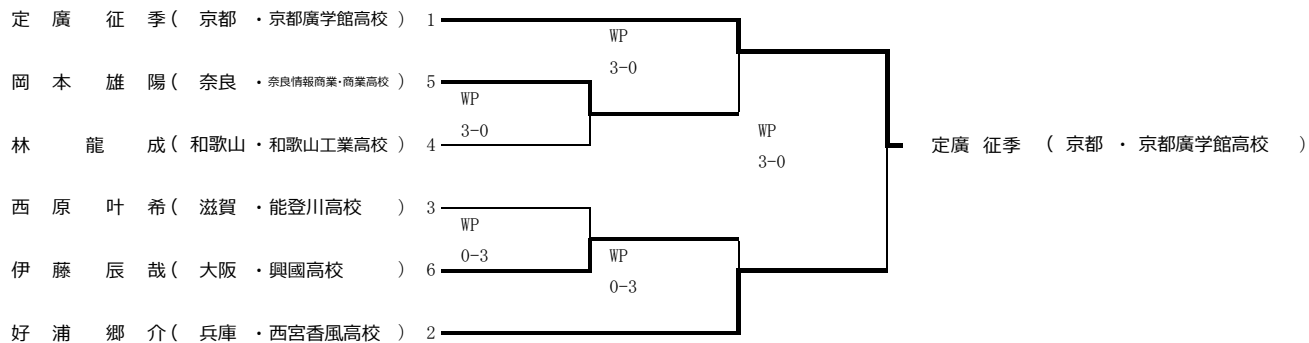 定 廣 征 季 ( 京都 ・ 京都廣学館高校 ) 1
WP
3-0
岡 本 雄 陽 ( 奈良 ・ 奈良情報商業・商業高校 ) 5
WP
3-0
林 龍 成 ( 和歌山 ・ 和歌山工業高校 ) 4
WP
3-0
定廣 征季 ( 京都 ・ 京都廣学館高校 )
西 原 叶 希 ( 滋賀 ・ 能登川高校 ) 3
WP
0-3
伊 藤 辰 哉 ( 大阪 ・ 興國高校 ) 6
WP
0-3
好 浦 郷 介 ( 兵庫 ・ 西宮香風高校 ) 2